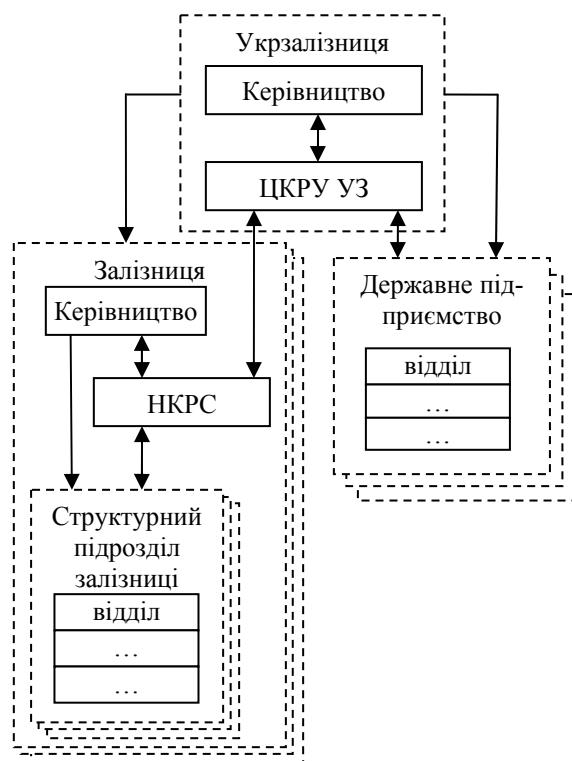 Укрзалізниця
Керівництво
ЦКРУ УЗ
Залізниця
Керівництво
НКРС
Структурний
підрозділ
залізниці
відділ
…
…
Державне під-
приємство
відділ
…
…